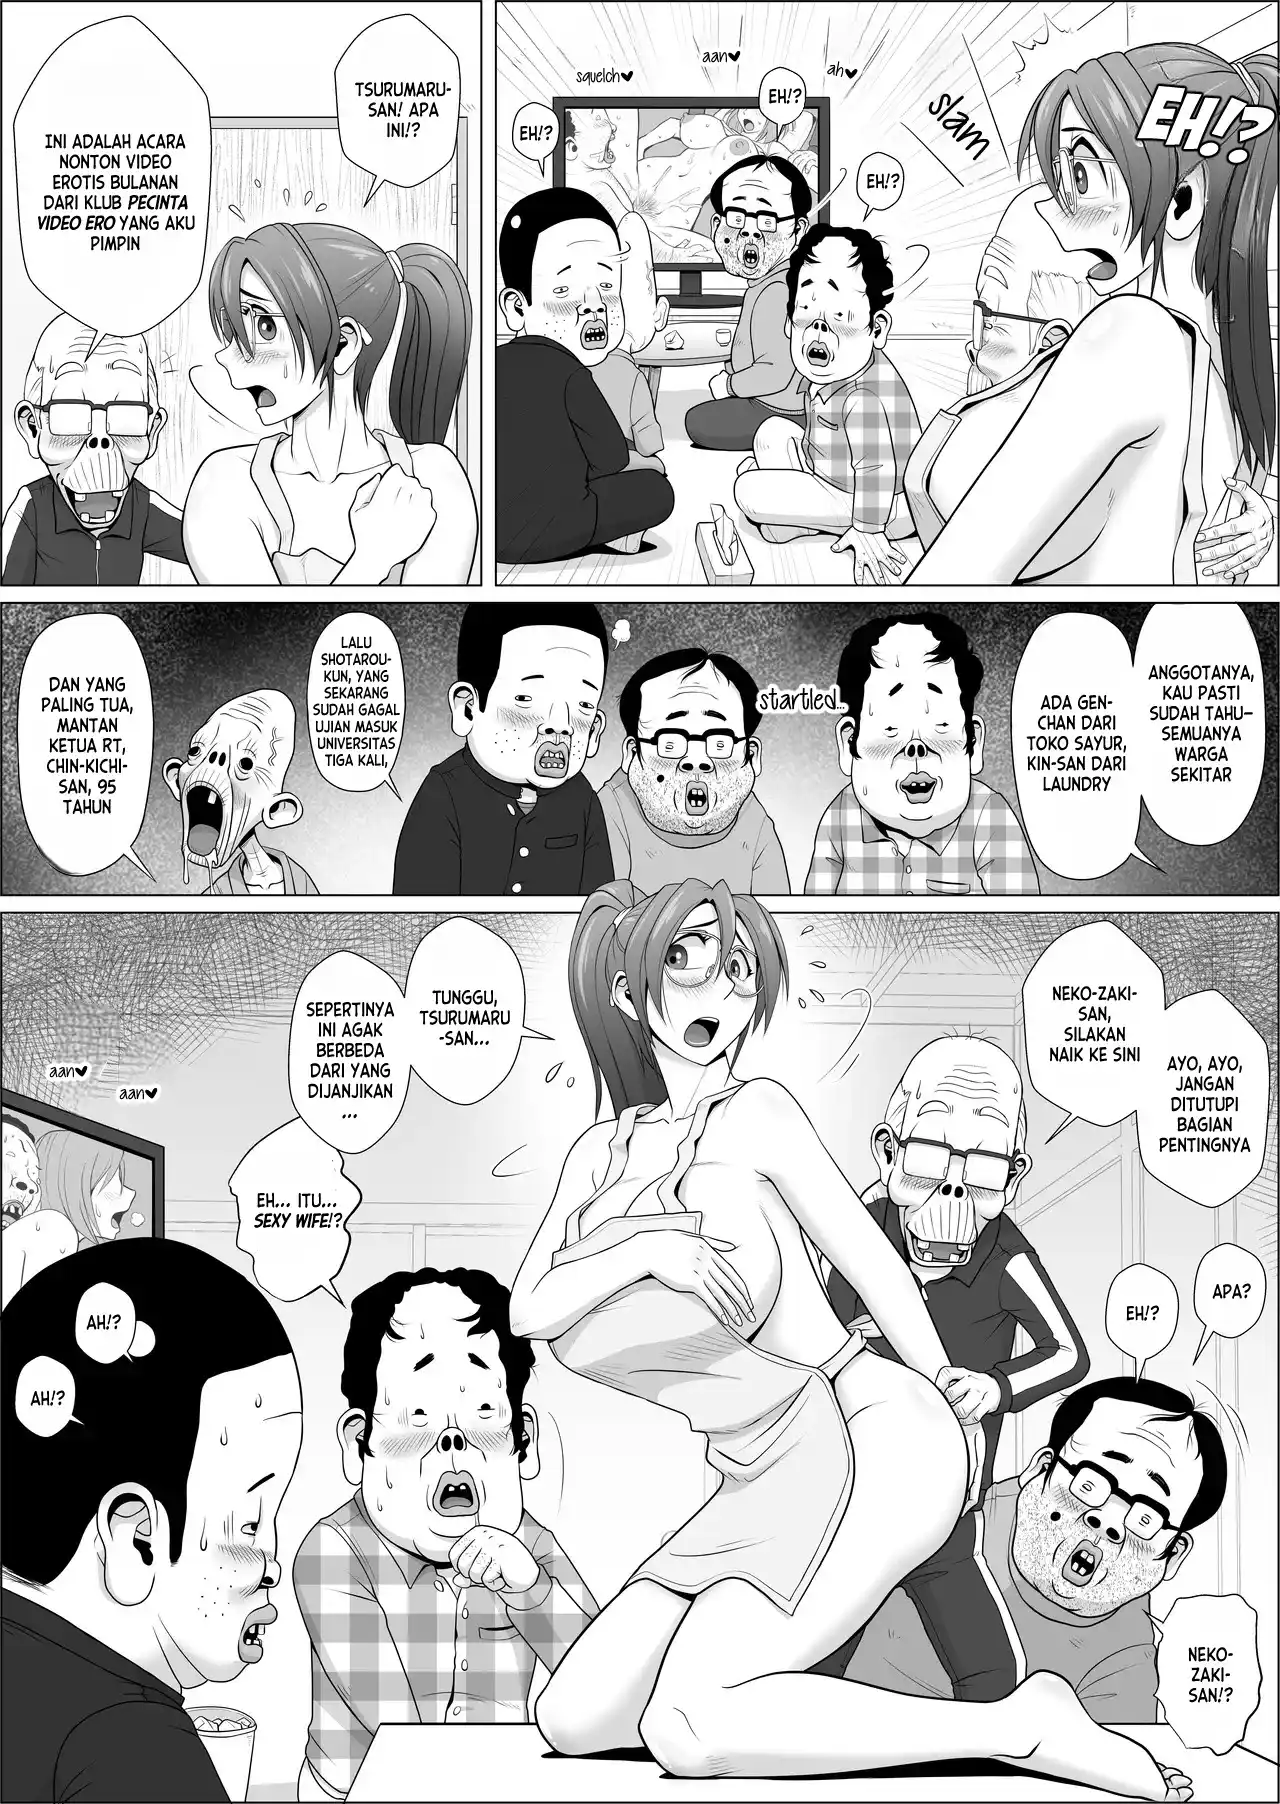 TSURUMARU-
SAN! APA
INI!?
INI ADALAH ACARA
NONTON VIDEO
EROTIS BULANAN
DARI KLUB PECINTA
VIDEO ERO YANG AKU
PIMPIN
EH!?
slam
ah♥
aan♥
squelch♥
EH!?
EH!?
EH!?
ANGGOTANYA,
KAU PASTI
SUDAH TAHU—
SEMUANYA
WARGA
SEKITAR
ADA GEN-
CHAN DARI
TOKO SAYUR,
KIN-SAN DARI
LAUNDRY
startled...
LALU
SHOTAROU-
KUN, YANG
SEKARANG
SUDAH GAGAL
UJIAN MASUK
UNIVERSITAS
TIGA KALI,
DAN YANG
PALING TUA,
MANTAN
KETUA RT,
CHIN-KICHI-
SAN, 95
TAHUN
NEKO-ZAKI-
SAN,
SILAKAN
NAIK KE SINI
AYO, AYO,
JANGAN
DITUTUPI
BAGIAN
PENTINGNYA
TUNGGU,
TSURUMARU
-SAN...
SEPERTINYA
INI AGAK
BERBEDA
DARI YANG
DIJANJIKAN
...
aan♥
aan♥
EH... ITU...
SEXY WIFE!?
APA?
EH!?
AH!?
AH!?
NEKO-
ZAKI-
SAN!?